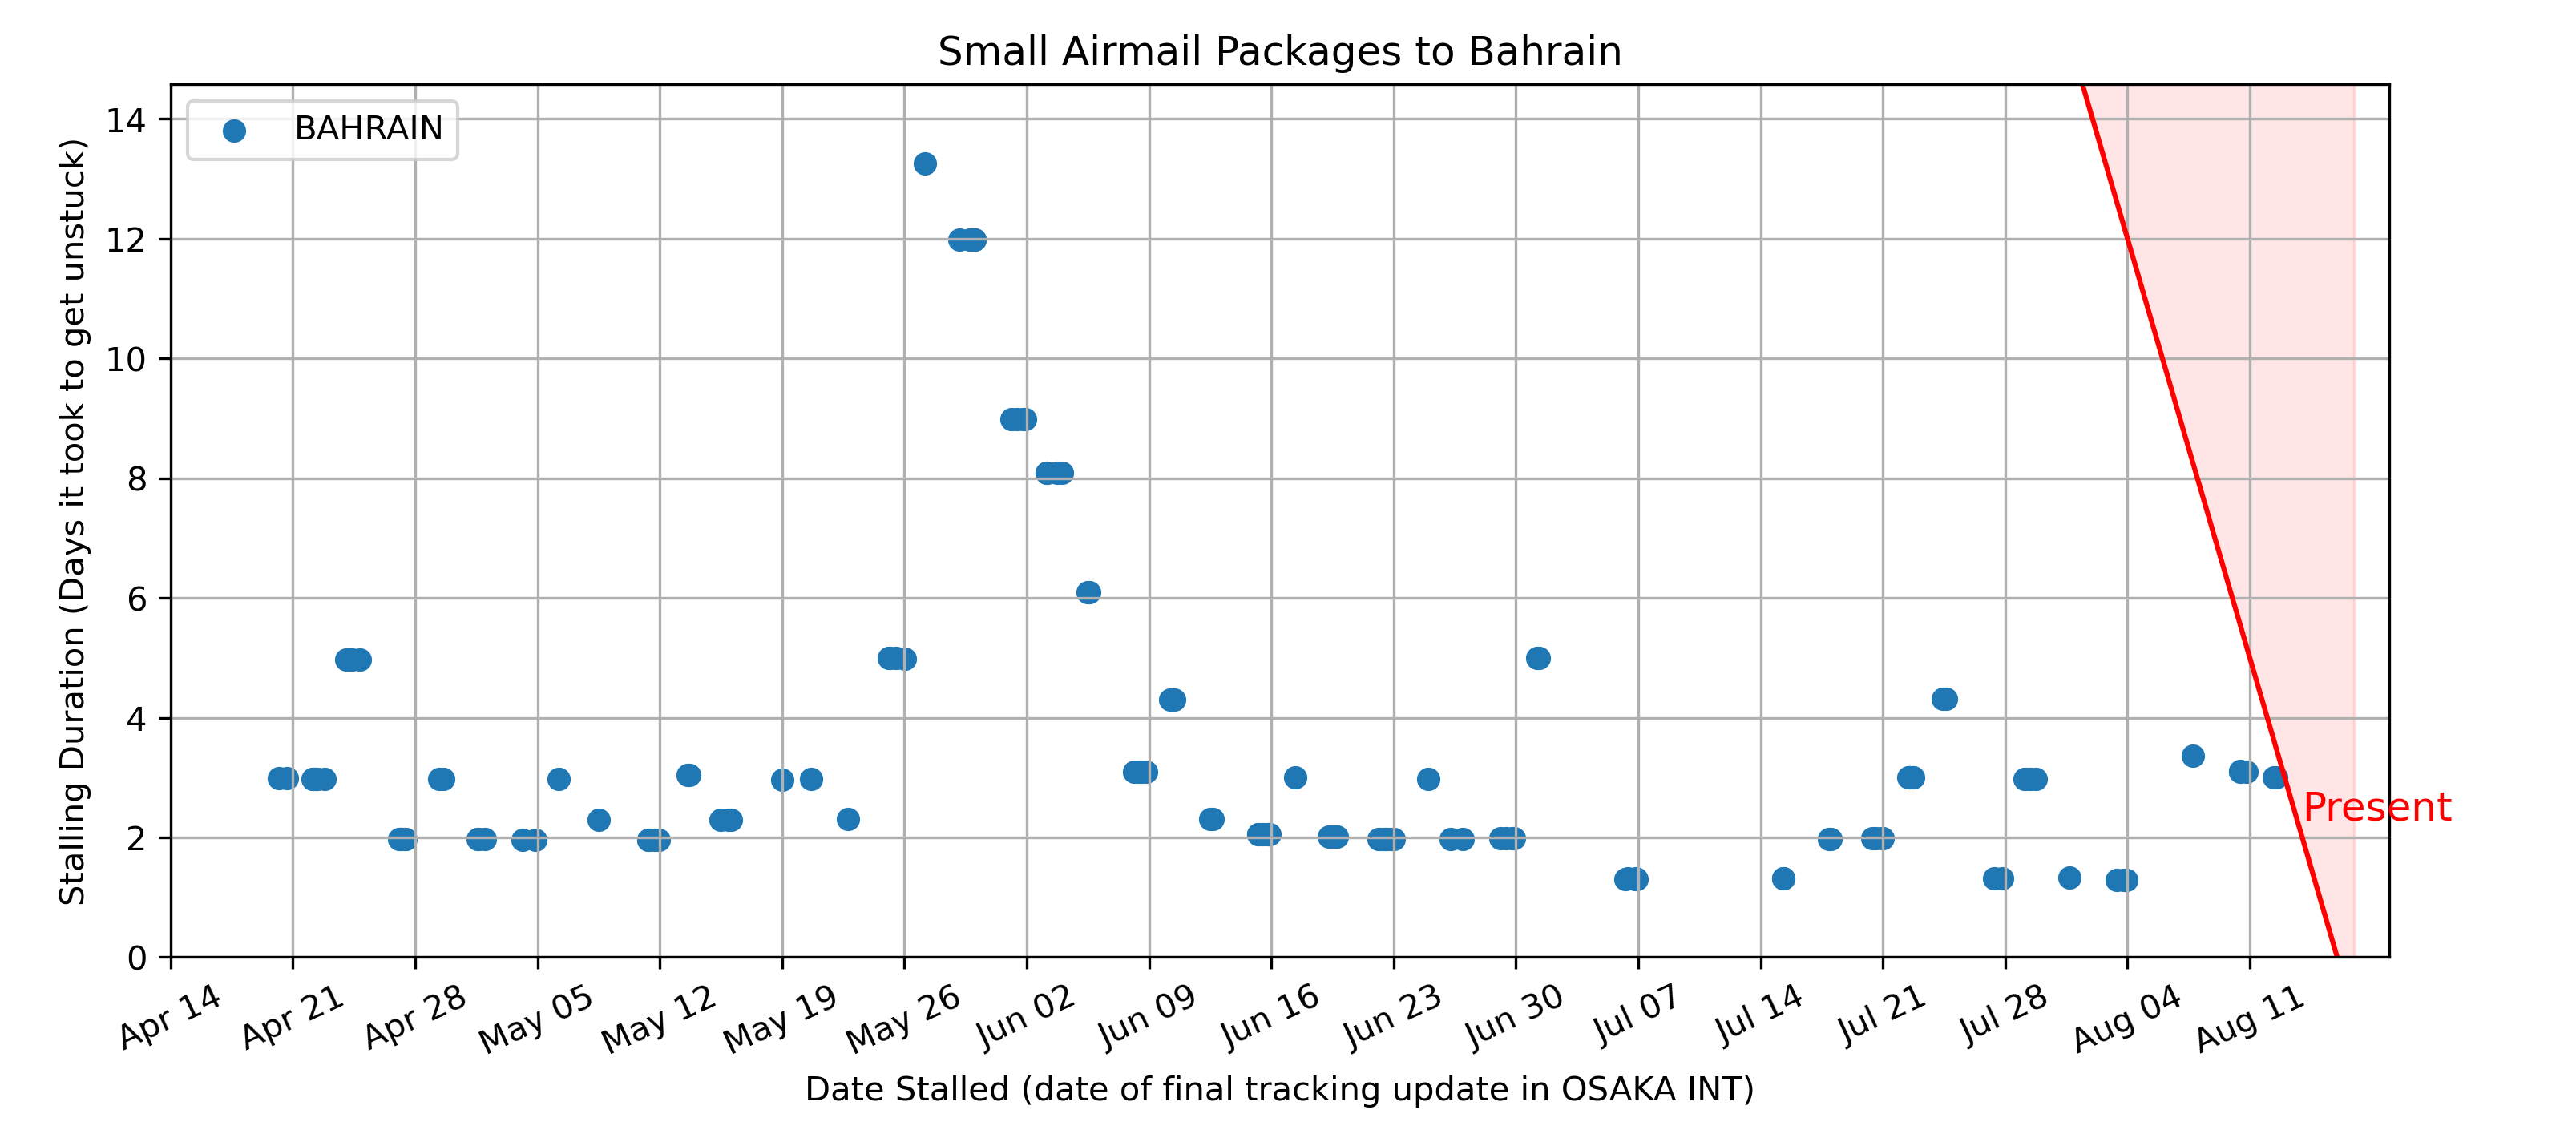 Small Airmail Packages to Bahrain
BAHRAIN
Stalling Duration (Days it took to get unstuck)
14
12
10
8
6
4
2
0
Present
Apr 14
Apr 21
Apr 28
May 05
May 12
May 19
May 26
Jun 02
Jun 09
Jun 16
Jun 23
Jun 30
Jul 07
Jul 14
Jul 21
Jul 28
Aug 04
Aug 11
Date Stalled (date of final tracking update in OSAKA INT)